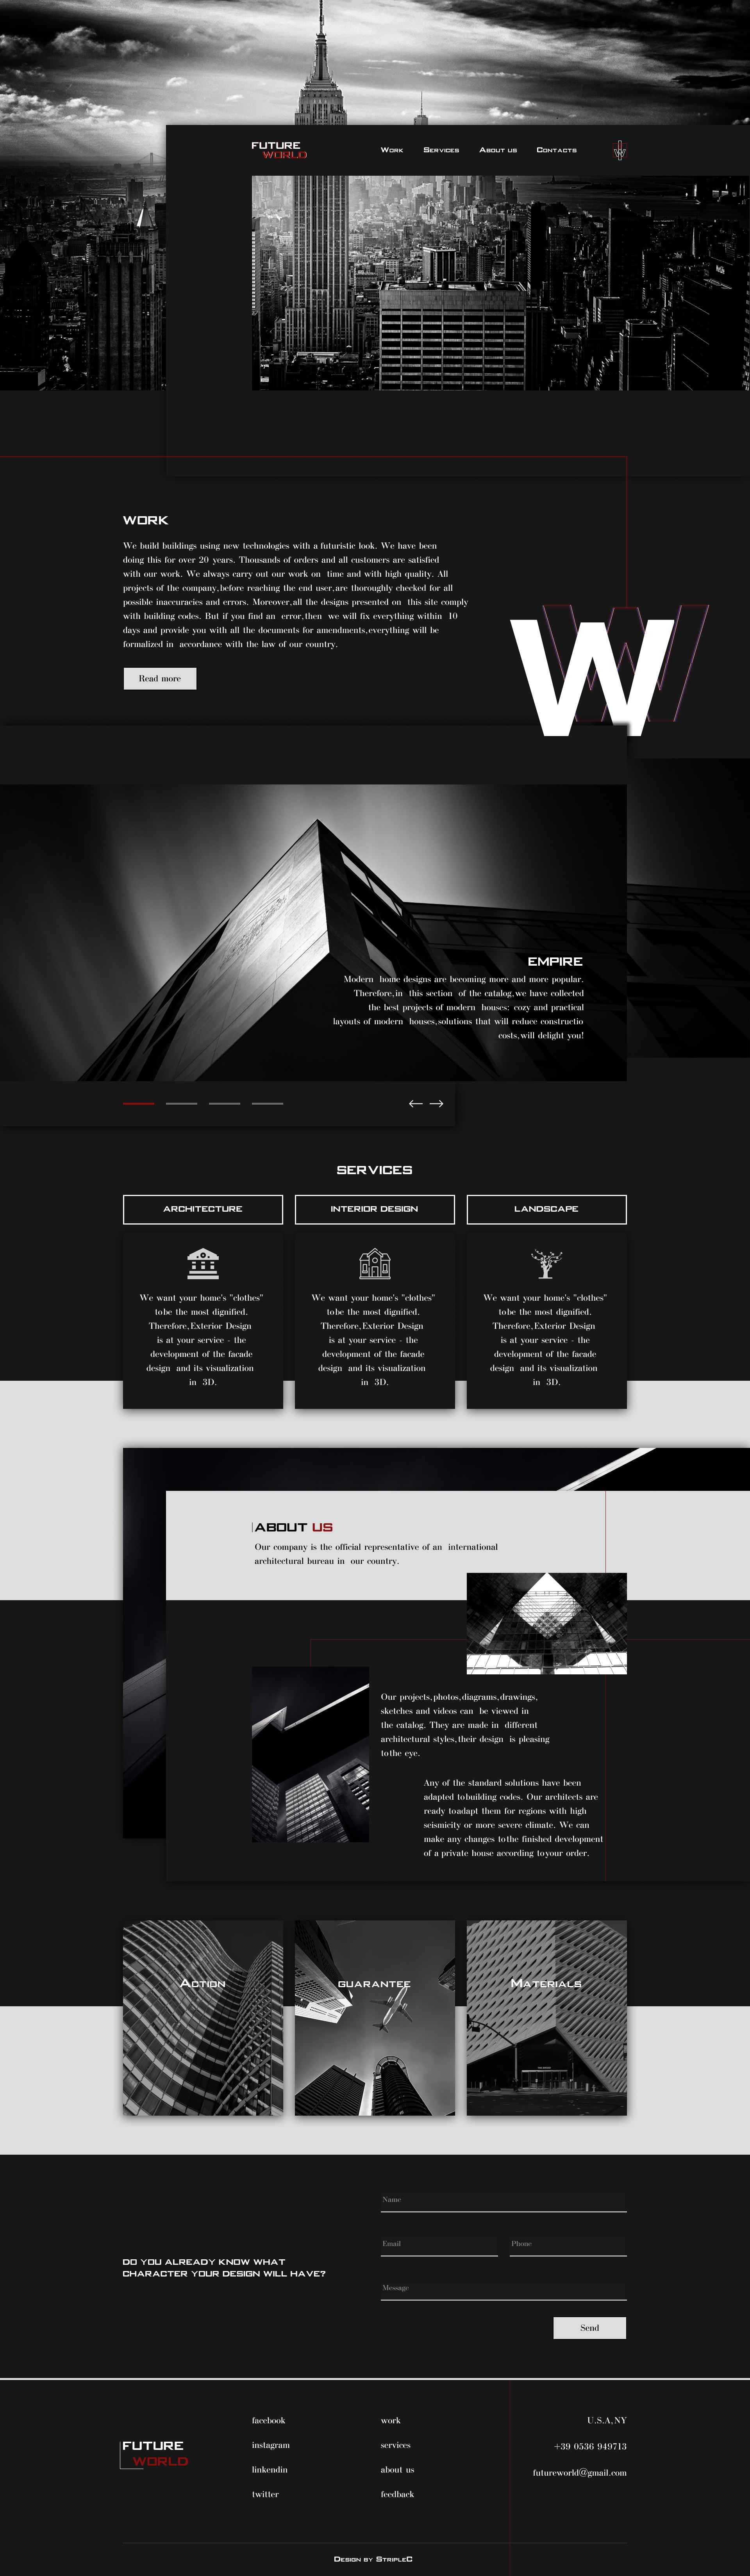 FUTURE
WORLD
Work Services About us Contacts
WORK
We build buildings using new technologies with a futuristic look. We have been
doing this for over 20 years. Thousands of orders and all customers are satisfied
with our work. We always carry out our work on time and with high quality. All
projects of the company,before reaching the end user,are thoroughly checked for all
possible inaccuracies and errors. Moreover,all the designs presented on this site comply
with building codes. But if you find an error,then we will fix everything within 10
days and provide you with all the documents for amendments,everything will be
formalized in accordance with the law of our country.
Read more
W
EMPIRE
Modern home designs are becoming more and more popular.
Therefore,in this section of the catalog,we have collected
the best projects of modern houses: cozy and practical
layouts of modern houses,solutions that will reduce constructio
costs,will delight you!
SERVICES
ARCHITECTURE
We want your home's "clothes"
to be the most dignified.
Therefore,Exterior Design
is at your service - the
development of the facade
design and its visualization
in 3D.
INTERIOR DESIGN
We want your home's "clothes"
to be the most dignified.
Therefore,Exterior Design
is at your service - the
development of the facade
design and its visualization
in 3D.
LANDSCAPE
We want your home's "clothes"
to be the most dignified.
Therefore,Exterior Design
is at your service - the
development of the facade
design and its visualization
in 3D.
ABOUT US
Our company is the official representative of an international
architectural bureau in our country.
Our projects,photos,diagrams,drawings,
sketches and videos can be viewed in
the catalog. They are made in different
architectural styles,their design is pleasing
to the eye.
Any of the standard solutions have been
adapted to building codes. Our architects are
ready to adapt them for regions with high
seismicity or more severe climate. We can
make any changes to the finished development
of a private house according to your order.
Action
guarantee
Materials
DO YOU ALREADY KNOW WHAT
CHARACTER YOUR DESIGN WILL HAVE?
Name
Email Phone
Message
Send
FUTURE
WORLD
facebook
instagram
linkendin
twitter
work
services
about us
feedback
U.S.A,NY
+39 0536 949713
futureworld@gmail.com
Design by StripleC